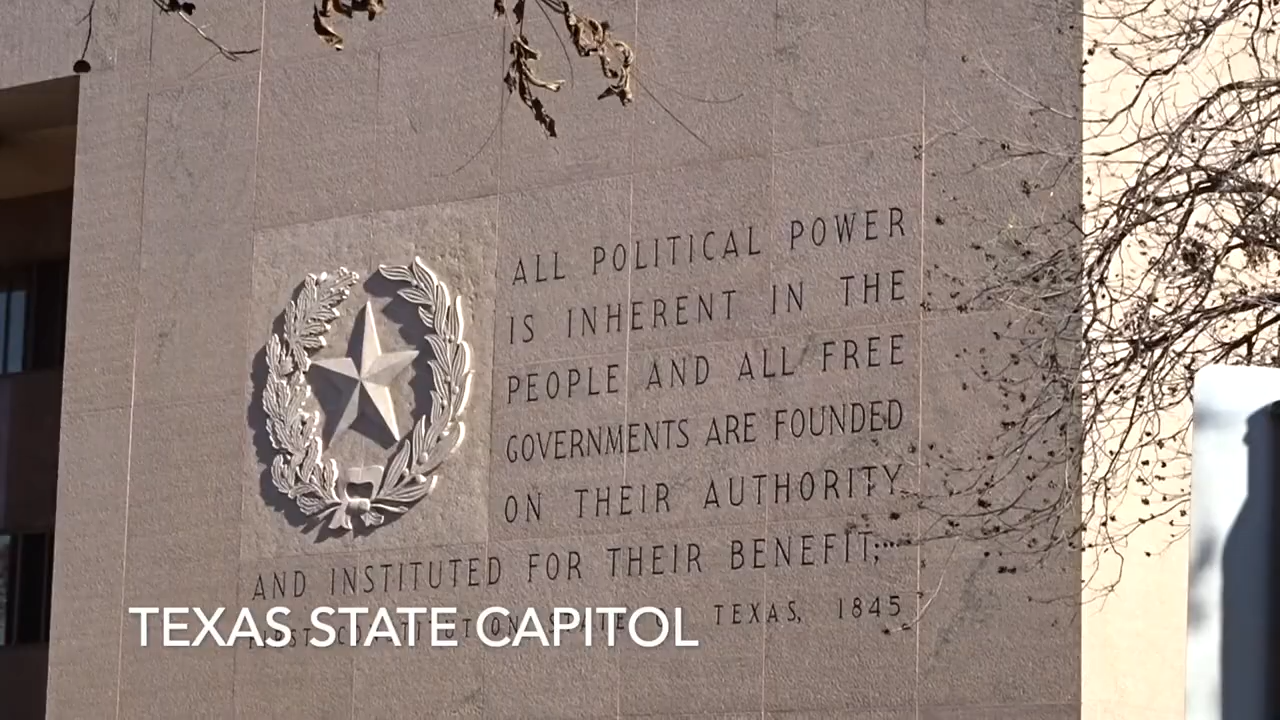 ALL POLITICAL POWER
IS INHERENT IN THE
PEOPLE AND ALL FREE
GOVERNMENTS ARE FOUNDED
ON THEIR AUTHORITY
AND INSTITUTED FOR THEIR BENEFIT;...
TEXAS, 1845
TEXAS STATE CAPITOL